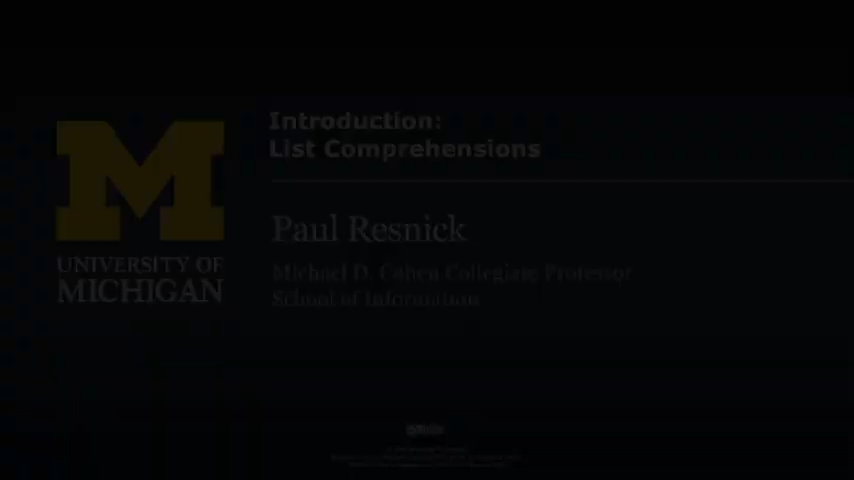 Introduction:
List Comprehensions
Paul Resnick
Michael D. Cohen Collegiate Professor
School of Information
UNIVERSITY OF
MICHIGAN